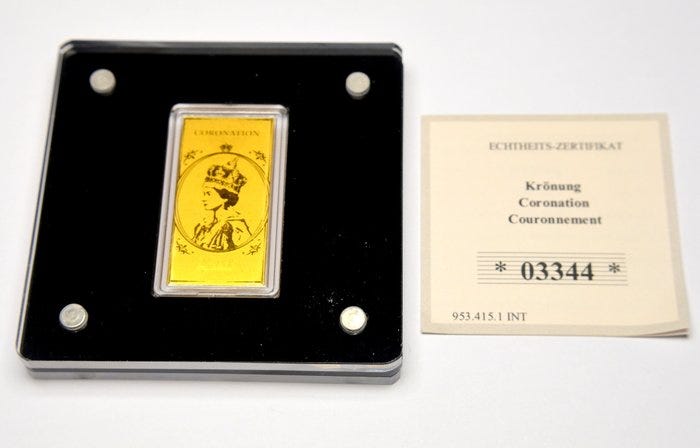 CORONATION
ECHTHEITS-ZERTIFIKAT
Krönung
Coronation
Couronnement
* 03344 *
953.415.1 INT